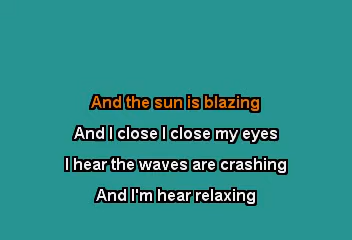 And the sun is blazing
And I close I close my eyes
I hear the waves are crashing
And I'm hear relaxing